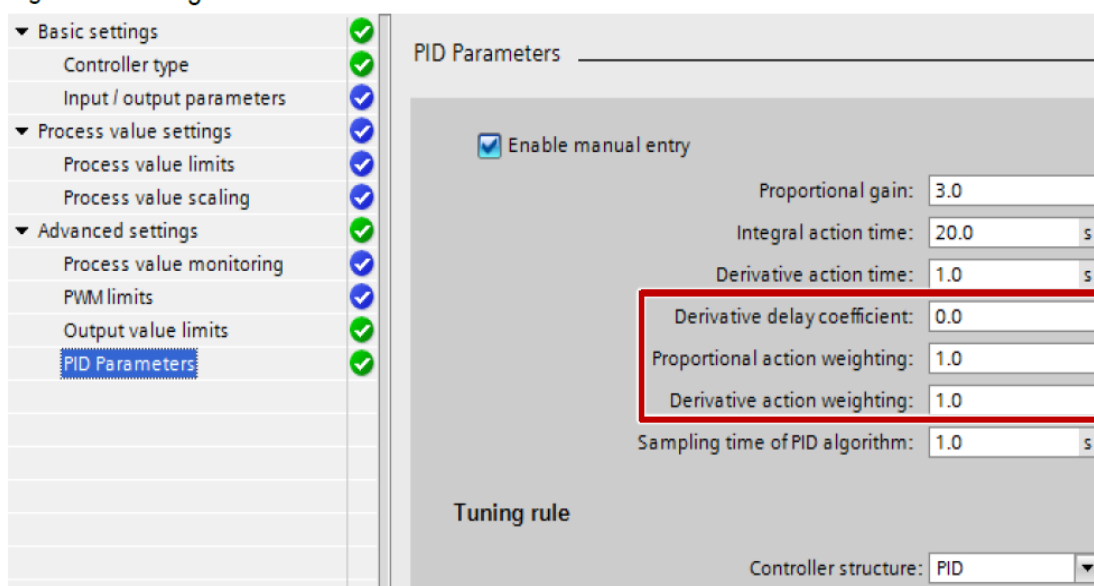 Basic settings
Controller type
Input / output parameters
Process value settings
Process value limits
Process value scaling
Advanced settings
Process value monitoring
PWM limits
Output value limits
PID Parameters
PID Parameters
Enable manual entry
Proportional gain: 3.0
Integral action time: 20.0 s
Derivative action time: 1.0 s
Derivative delay coefficient: 0.0
Proportional action weighting: 1.0
Derivative action weighting: 1.0
Sampling time of PID algorithm: 1.0 s
Tuning rule
Controller structure: PID